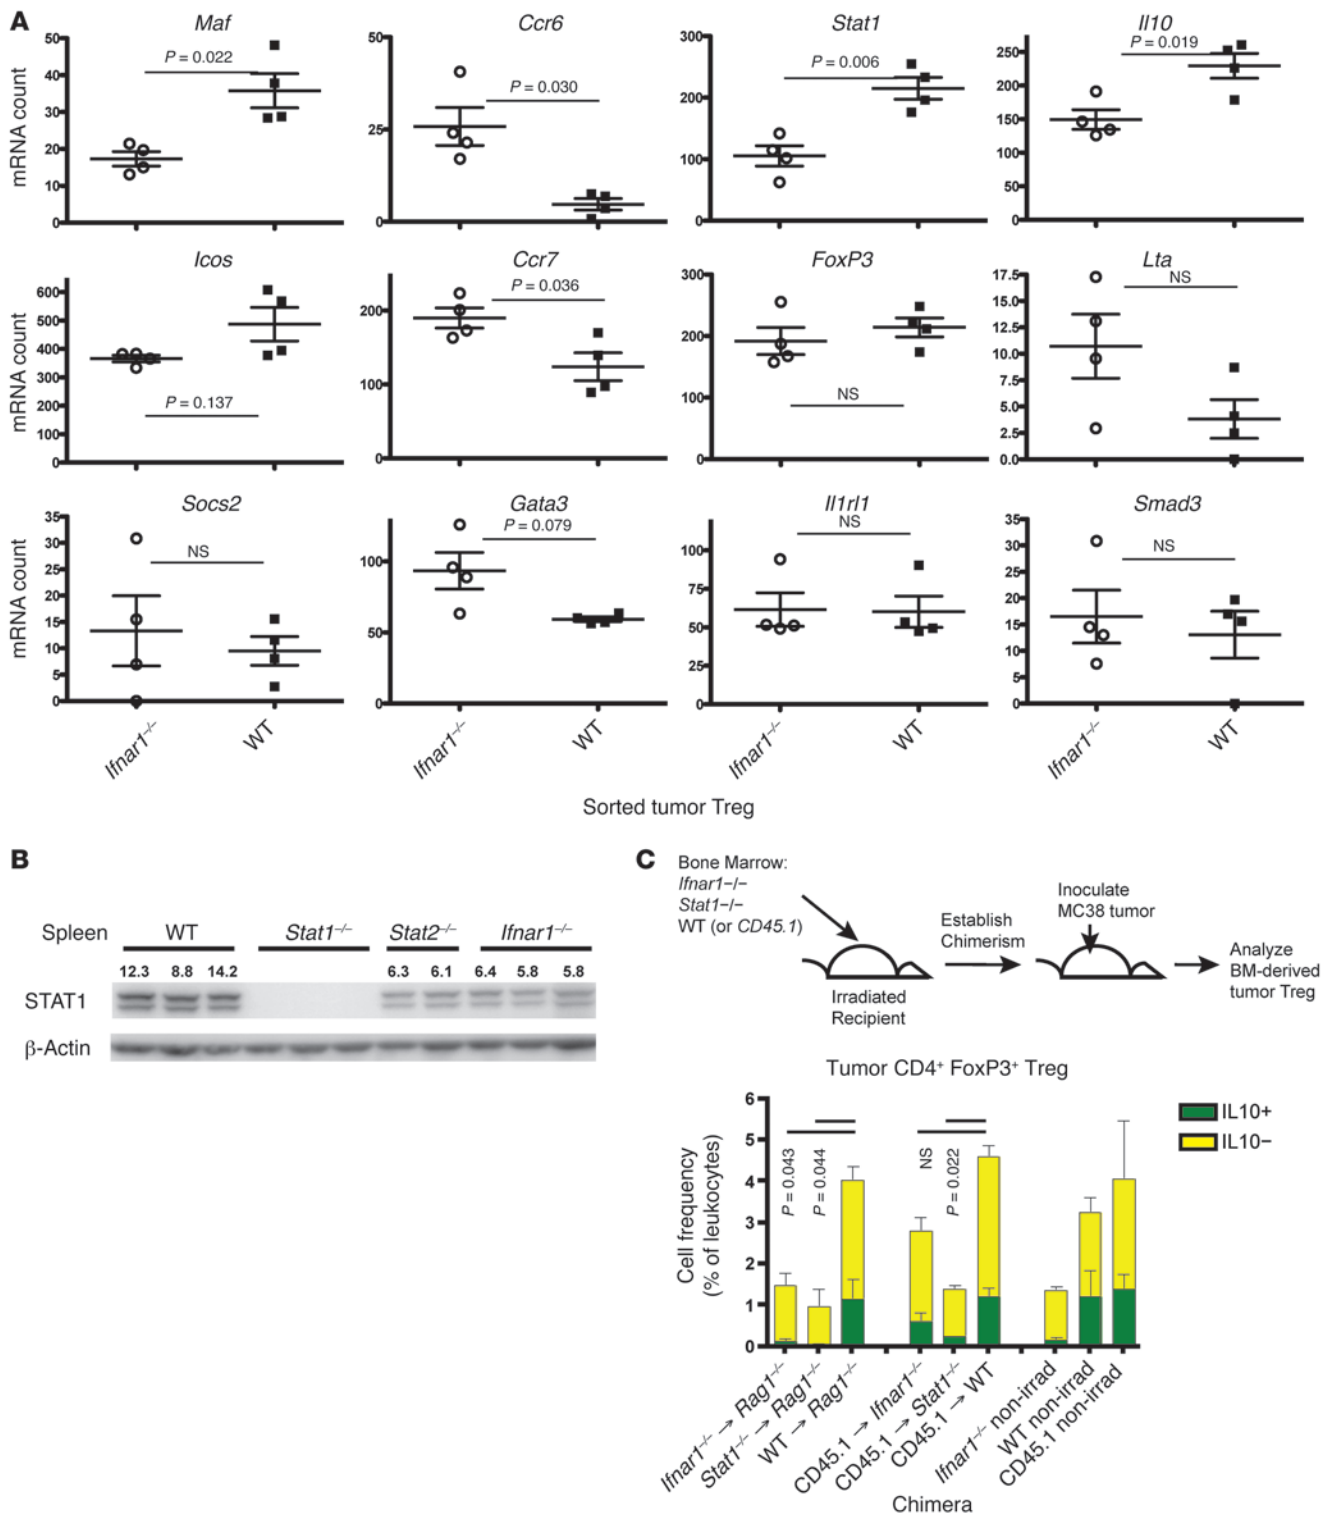 A
Maf
Ccr6
Stat1
Il10
mRNA count
50
40
30
20
10
0
P = 0.022
50
25
0
P = 0.030
300
200
100
0
P = 0.006
250
200
150
100
50
0
P = 0.019
Icos
Ccr7
FoxP3
Lta
mRNA count
600
500
400
300
200
100
0
P = 0.137
200
100
0
P = 0.036
300
200
100
0
NS
17.5
15.0
12.5
10.0
7.5
5.0
2.5
0.0
NS
Socs2
Gata3
Il1rl1
Smad3
mRNA count
35
30
25
20
15
10
5
0
NS
100
50
0
P = 0.079
100
75
50
25
0
NS
35
30
25
20
15
10
5
0
NS
Ifnar1⁻/⁻
WT
Ifnar1⁻/⁻
WT
Ifnar1⁻/⁻
WT
Ifnar1⁻/⁻
WT
Sorted tumor Treg
B
Spleen WT Stat1⁻/⁻ Stat2⁻/⁻ Ifnar1⁻/⁻
12.3 8.8 14.2 6.3 6.1 6.4 5.8 5.8
STAT1
β-Actin
C
Bone Marrow:
Ifnar1−/−
Stat1−/−
WT (or CD45.1)
Irradiated
Recipient
Establish
Chimerism
Inoculate
MC38 tumor
Analyze
BM-derived
tumor Treg
Tumor CD4⁺ FoxP3⁺ Treg
IL10+
IL10−
Cell frequency
(% of leukocytes)
6
5
4
3
2
1
0
P = 0.043
P = 0.044
NS
P = 0.022
Ifnar1⁻/⁻ → Rag1⁻/⁻
Stat1⁻/⁻ → Rag1⁻/⁻
WT → Rag1⁻/⁻
CD45.1 → Ifnar1⁻/⁻
CD45.1 → Stat1⁻/⁻
CD45.1 → WT
Ifnar1⁻/⁻ non-irrad
WT non-irrad
CD45.1 non-irrad
Chimera